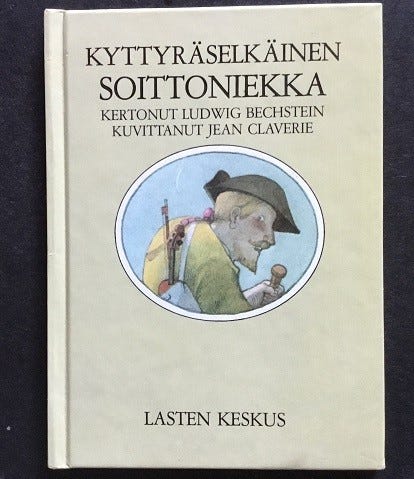 KYTTYRÄSELKÄINEN
SOITTONIEKKA
KERTONUT LUDWIG BECHSTEIN
KUVITTANUT JEAN CLAVERIE
LASTEN KESKUS